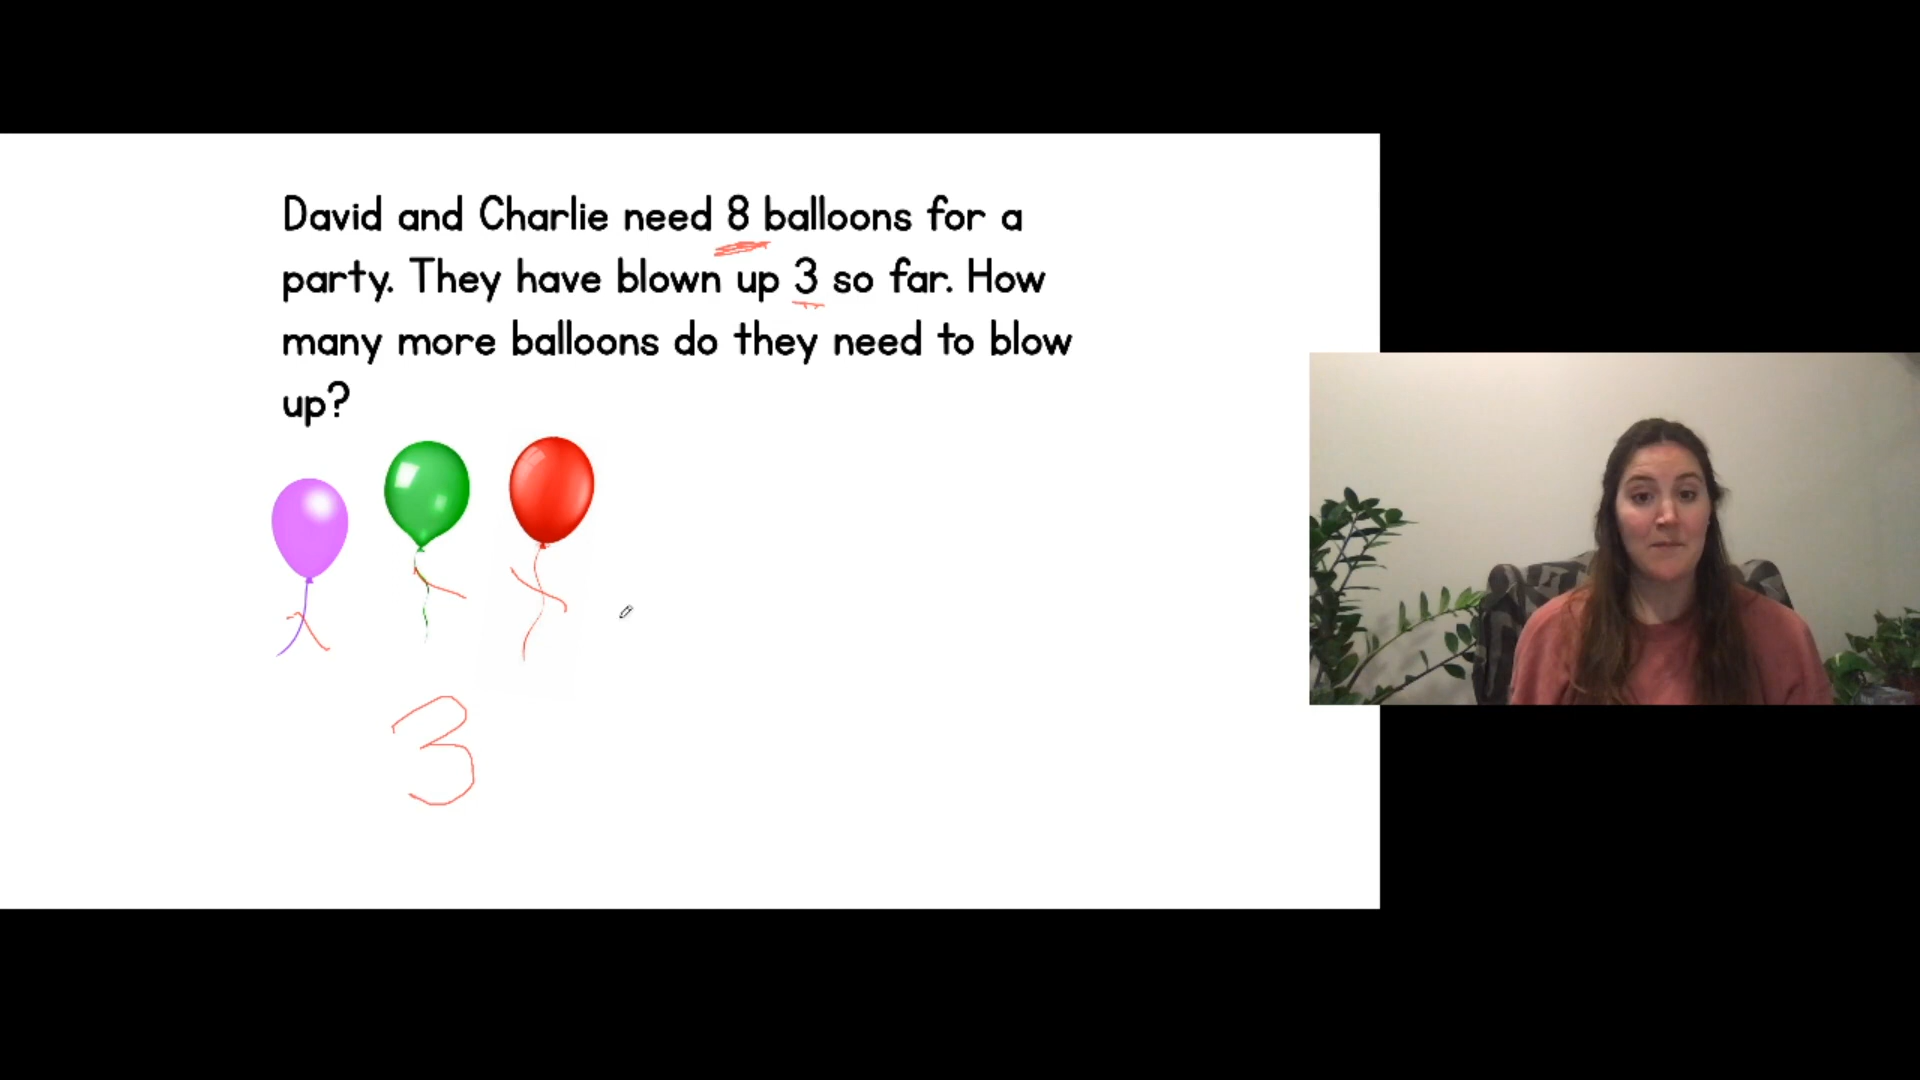 David and Charlie need 8 balloons for a
party. They have blown up 3 so far. How
many more balloons do they need to blow
up?
3